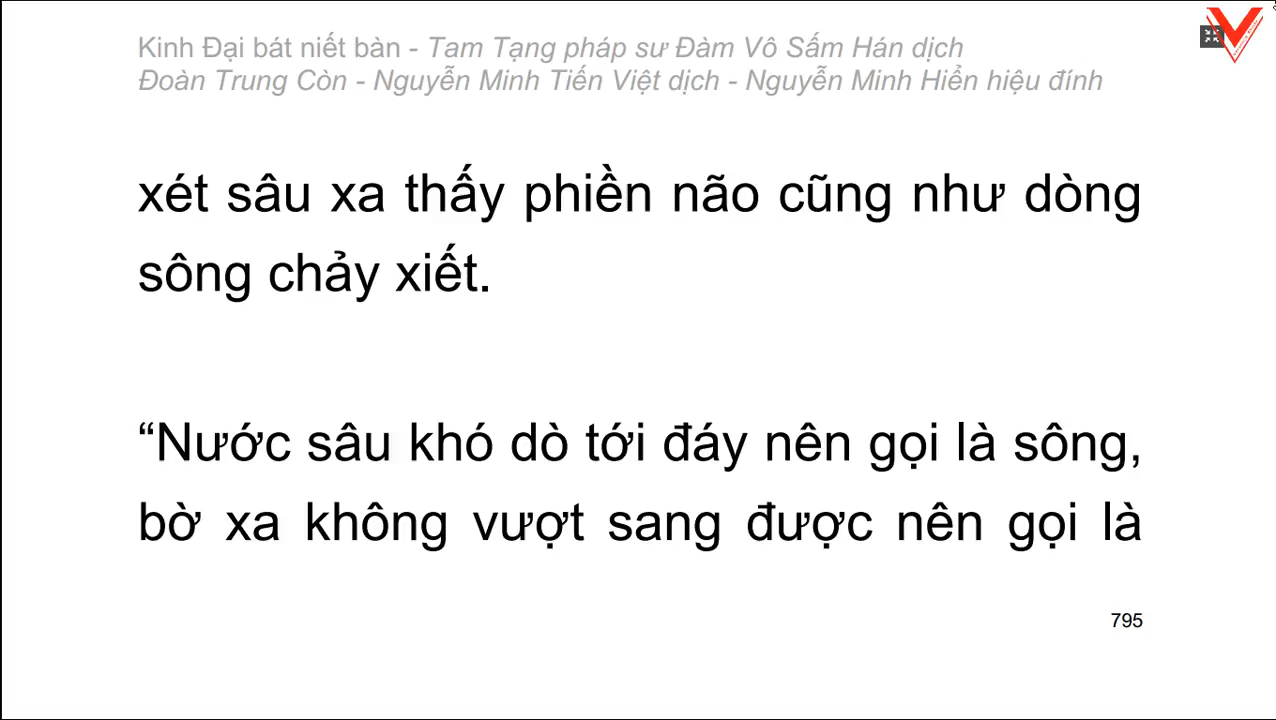 Kinh Đại bát niết bàn - Tam Tạng pháp sư Đàm Vô Sấm Hán dịch
Đoàn Trung Còn - Nguyễn Minh Tiến Việt dịch - Nguyễn Minh Hiển hiệu đính
xét sâu xa thấy phiền não cũng như dòng
sông chảy xiết.
“Nước sâu khó dò tới đáy nên gọi là sông,
bờ xa không vượt sang được nên gọi là
795